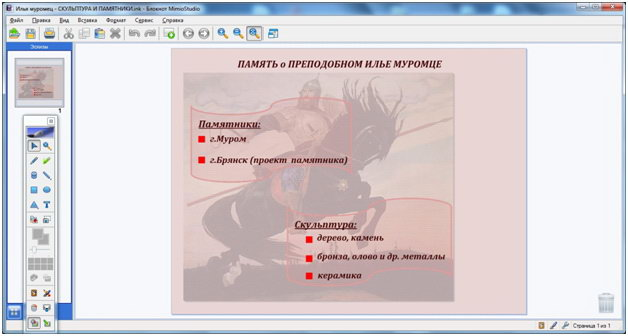 Илья муромец - СКУЛЬПТУРА И ПАМЯТНИКИ.ink - Блокнот MimioStudio
Файл Правка Вид Вставка Формат Сервис Справка
Эскизы
1
ПАМЯТЬ о ПРЕПОДОБНОМ ИЛЬЕ МУРОМЦЕ
Памятники:
г.Муром
г.Брянск (проект памятника)
Скульптура:
дерево, камень
бронза, олово и др. металлы
керамика
Страница 1 из 1